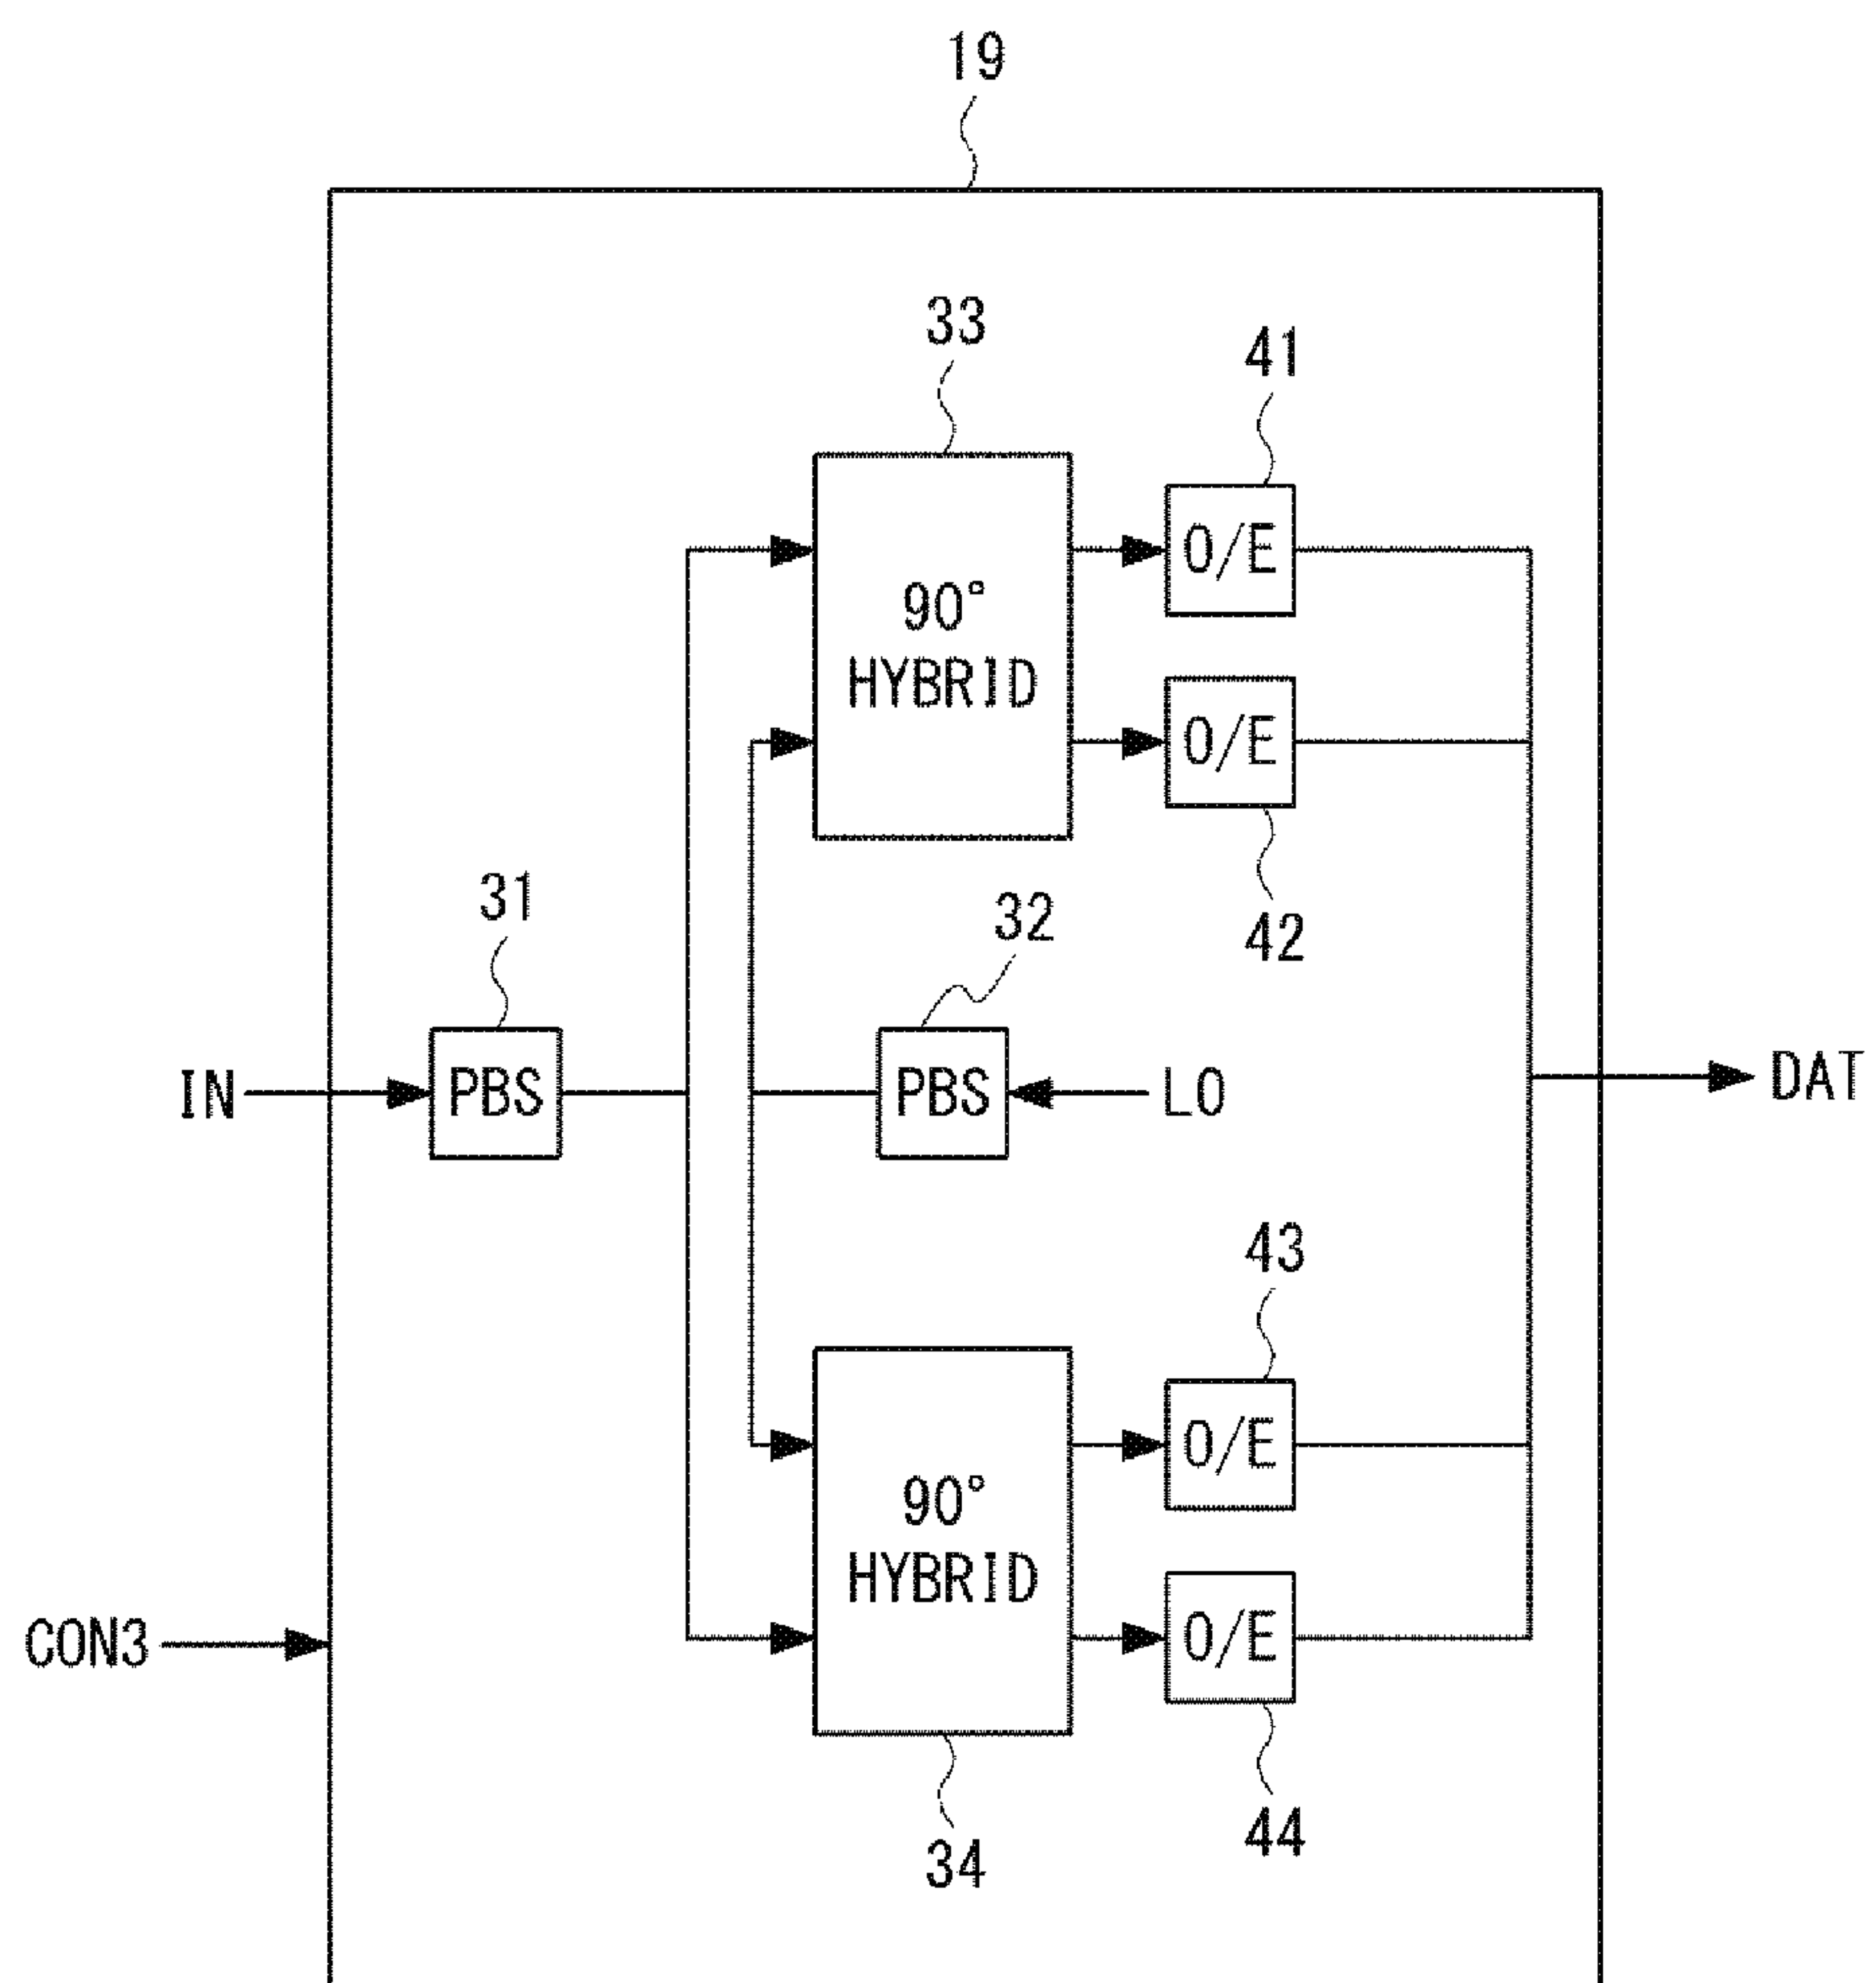 19
33
41
90°
HYBRID
O/E
O/E
42
31
32
IN
PBS
PBS
LO
DAT
43
90°
HYBRID
O/E
CON3
O/E
34
44